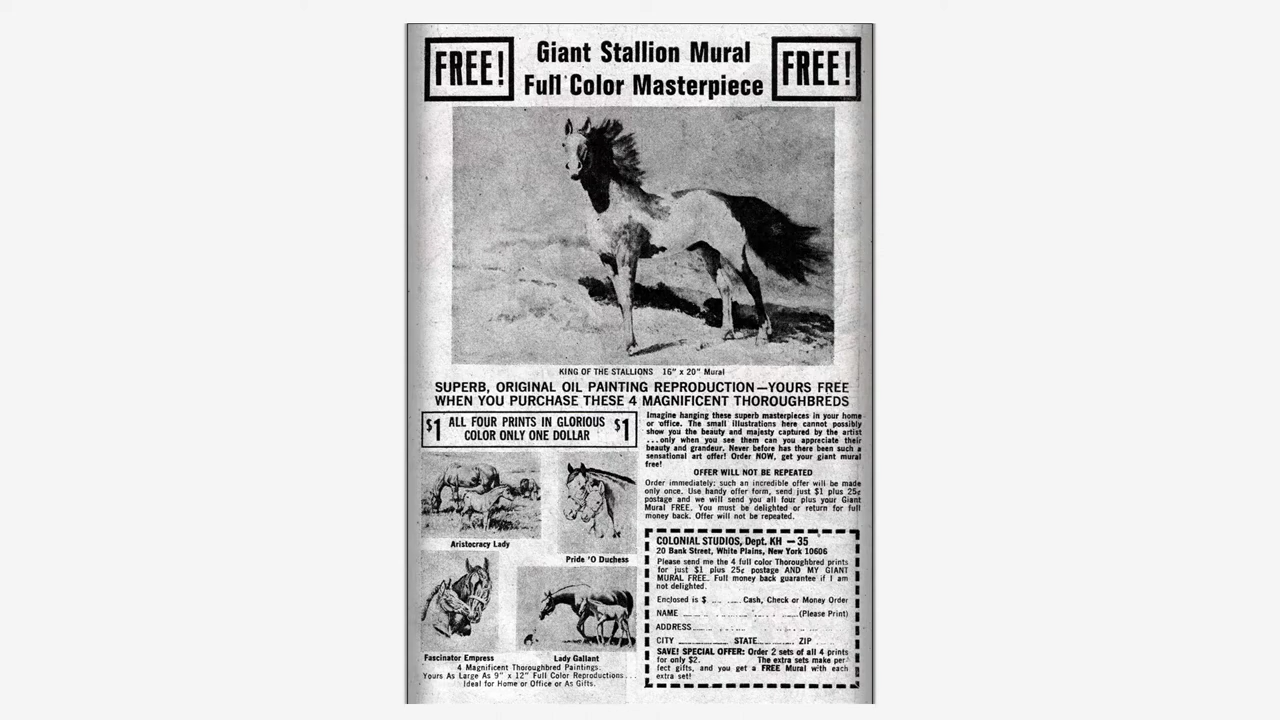 FREE!
Giant Stallion Mural
Full Color Masterpiece
FREE!
KING OF THE STALLIONS 16" x 20" Mural
SUPERB, ORIGINAL OIL PAINTING REPRODUCTION—YOURS FREE
WHEN YOU PURCHASE THESE 4 MAGNIFICENT THOROUGHBREDS
$1 ALL FOUR PRINTS IN GLORIOUS $1
COLOR ONLY ONE DOLLAR
Aristocracy Lady
Pride 'O Duchess
Fascinator Empress
Lady Gallant
4 Magnificent Thoroughbred Paintings.
Yours As Large As 9" x 12" Full Color Reproductions...
Ideal for Home or Office or As Gifts.
Imagine hanging these superb masterpieces in your home
or office. The small illustrations here cannot possibly
show you the beauty and majesty captured by the artist
...only when you see them can you appreciate their
beauty and grandeur. Never before has there been such a
sensational art offer! Order NOW, get your giant mural
free!
OFFER WILL NOT BE REPEATED
Order immediately: such an incredible offer will be made
only once. Use handy offer form, send just $1 plus 25¢
postage and we will send you all four plus your Giant
Mural FREE. You must be delighted or return for full
money back. Offer will not be repeated.
COLONIAL STUDIOS, Dept. KH —35
20 Bank Street, White Plains, New York 10606
Please send me the 4 full color Thoroughbred prints
for just $1 plus 25¢ postage AND MY GIANT
MURAL FREE. Full money back guarantee if I am
not delighted.
Enclosed is $ Cash, Check or Money Order
NAME (Please Print)
ADDRESS
CITY STATE ZIP
SAVE! SPECIAL OFFER: Order 2 sets of all 4 prints
for only $2. The extra sets make per-
fect gifts, and you get a FREE Mural with each
extra set!